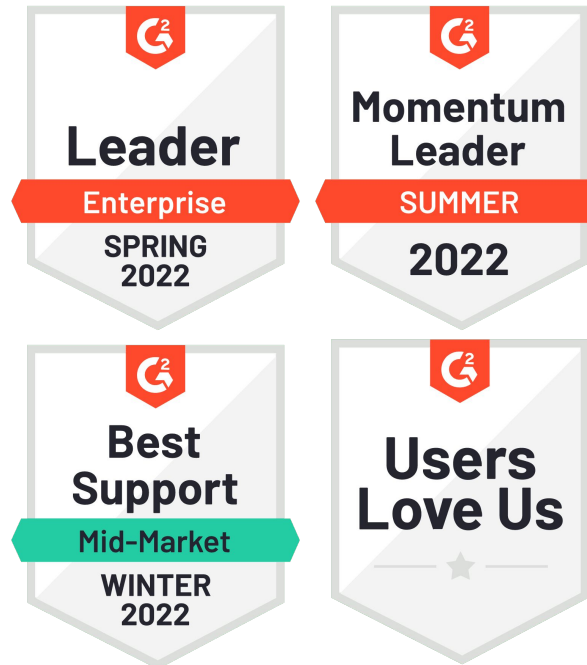 G2
Leader
Enterprise
SPRING
2022
G2
Momentum
Leader
SUMMER
2022
G2
Best
Support
Mid-Market
WINTER
2022
G2
Users
Love Us